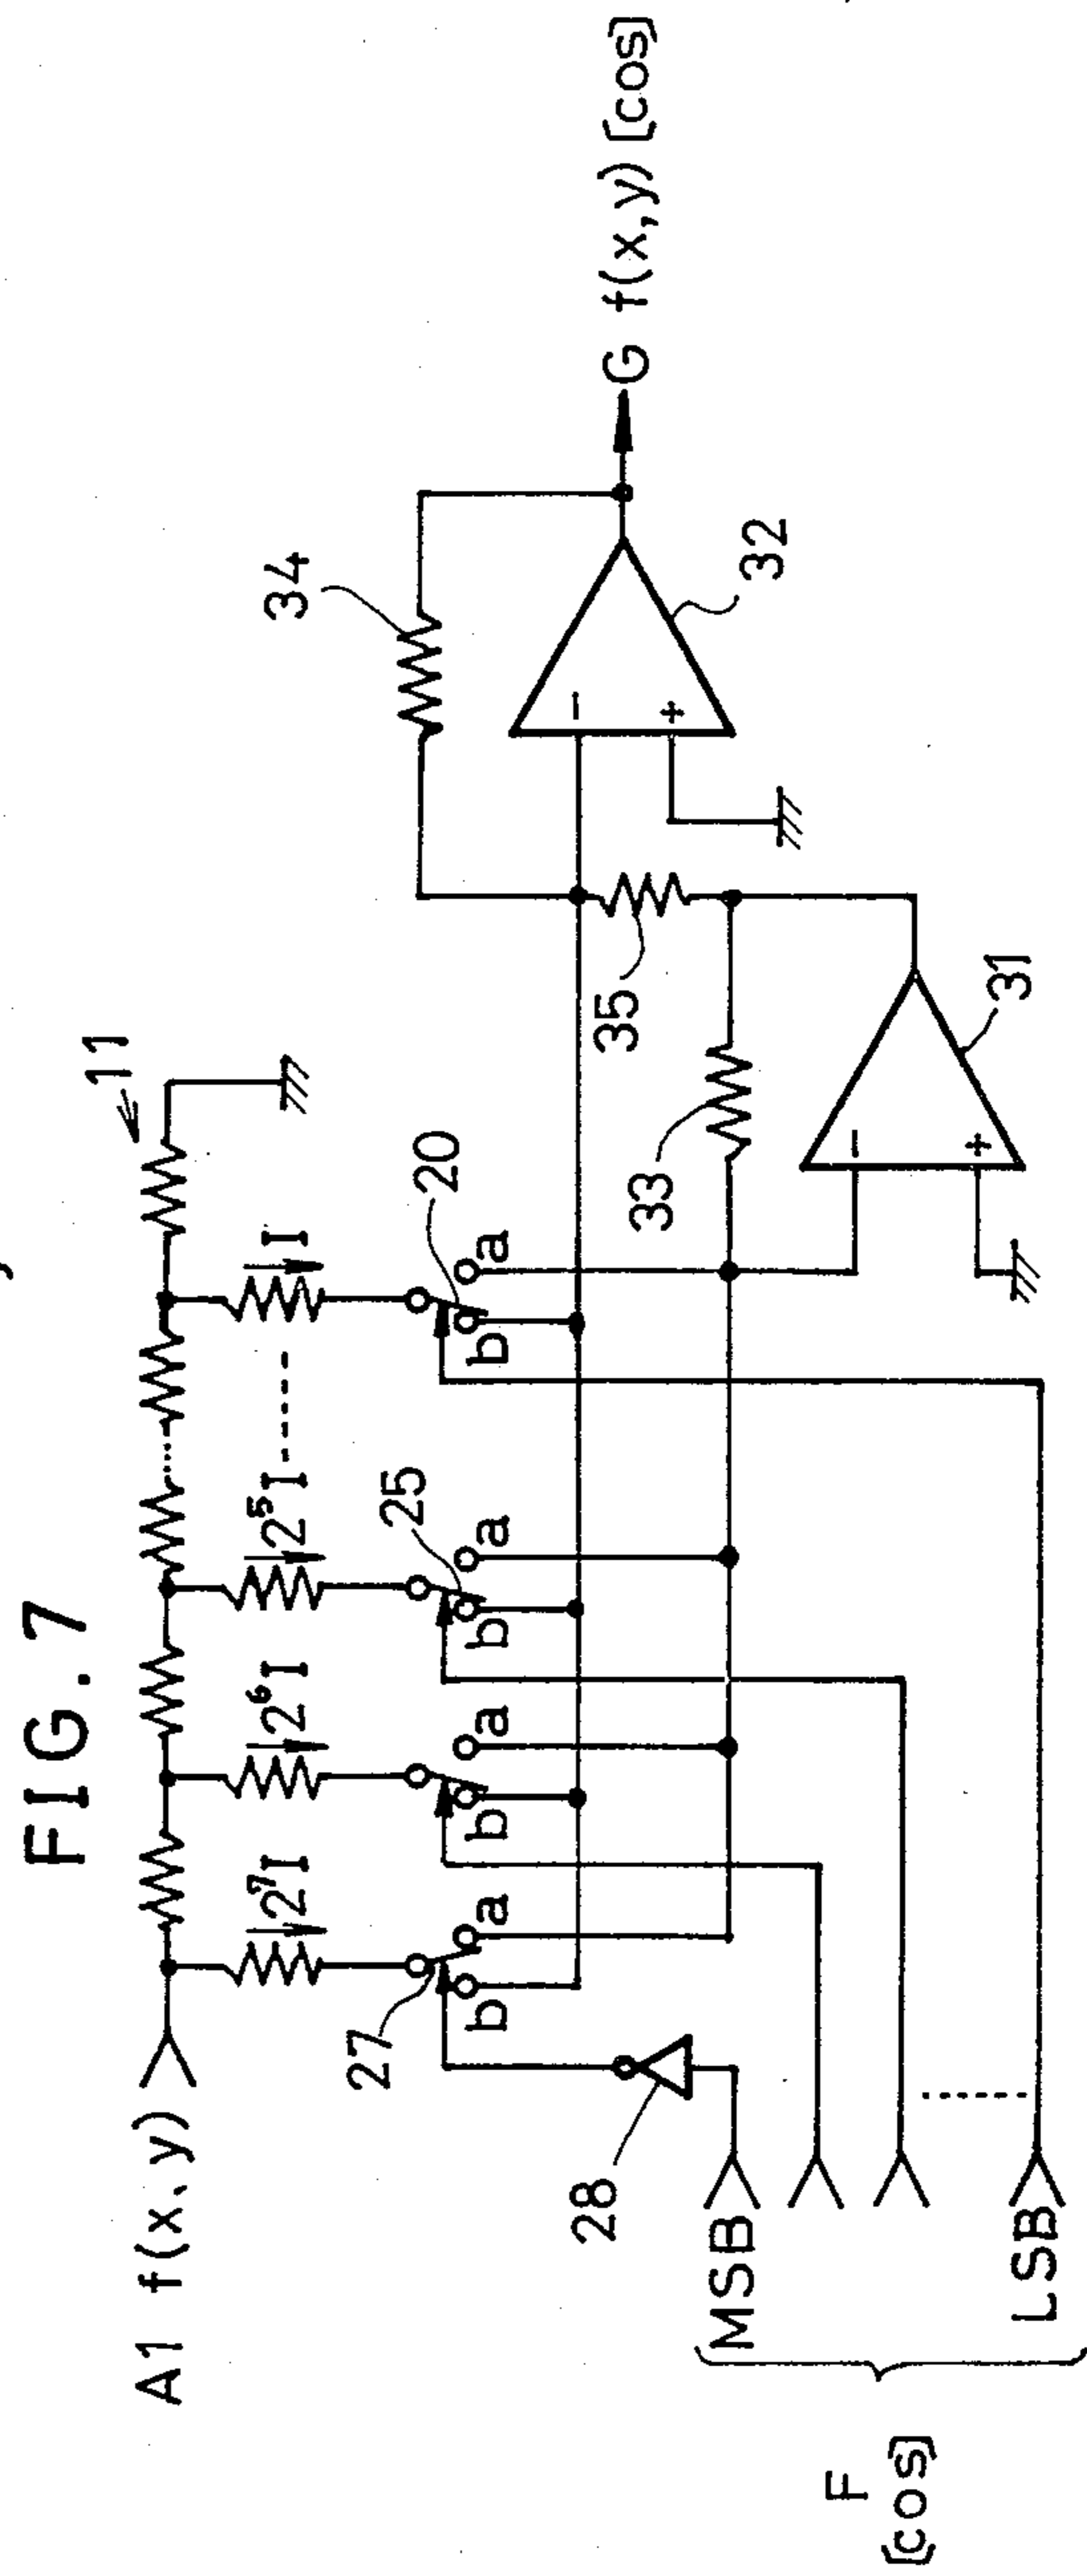 FIG. 7
A1 f(x, y)
11
2⁷I
2⁶I
2⁵I
I
27
25
20
b
a
b
a
b
a
b
a
34
28
33
35
32
31
−
+
−
+
MSB
LSB
F
[cos]
G f(x,y) [cos]